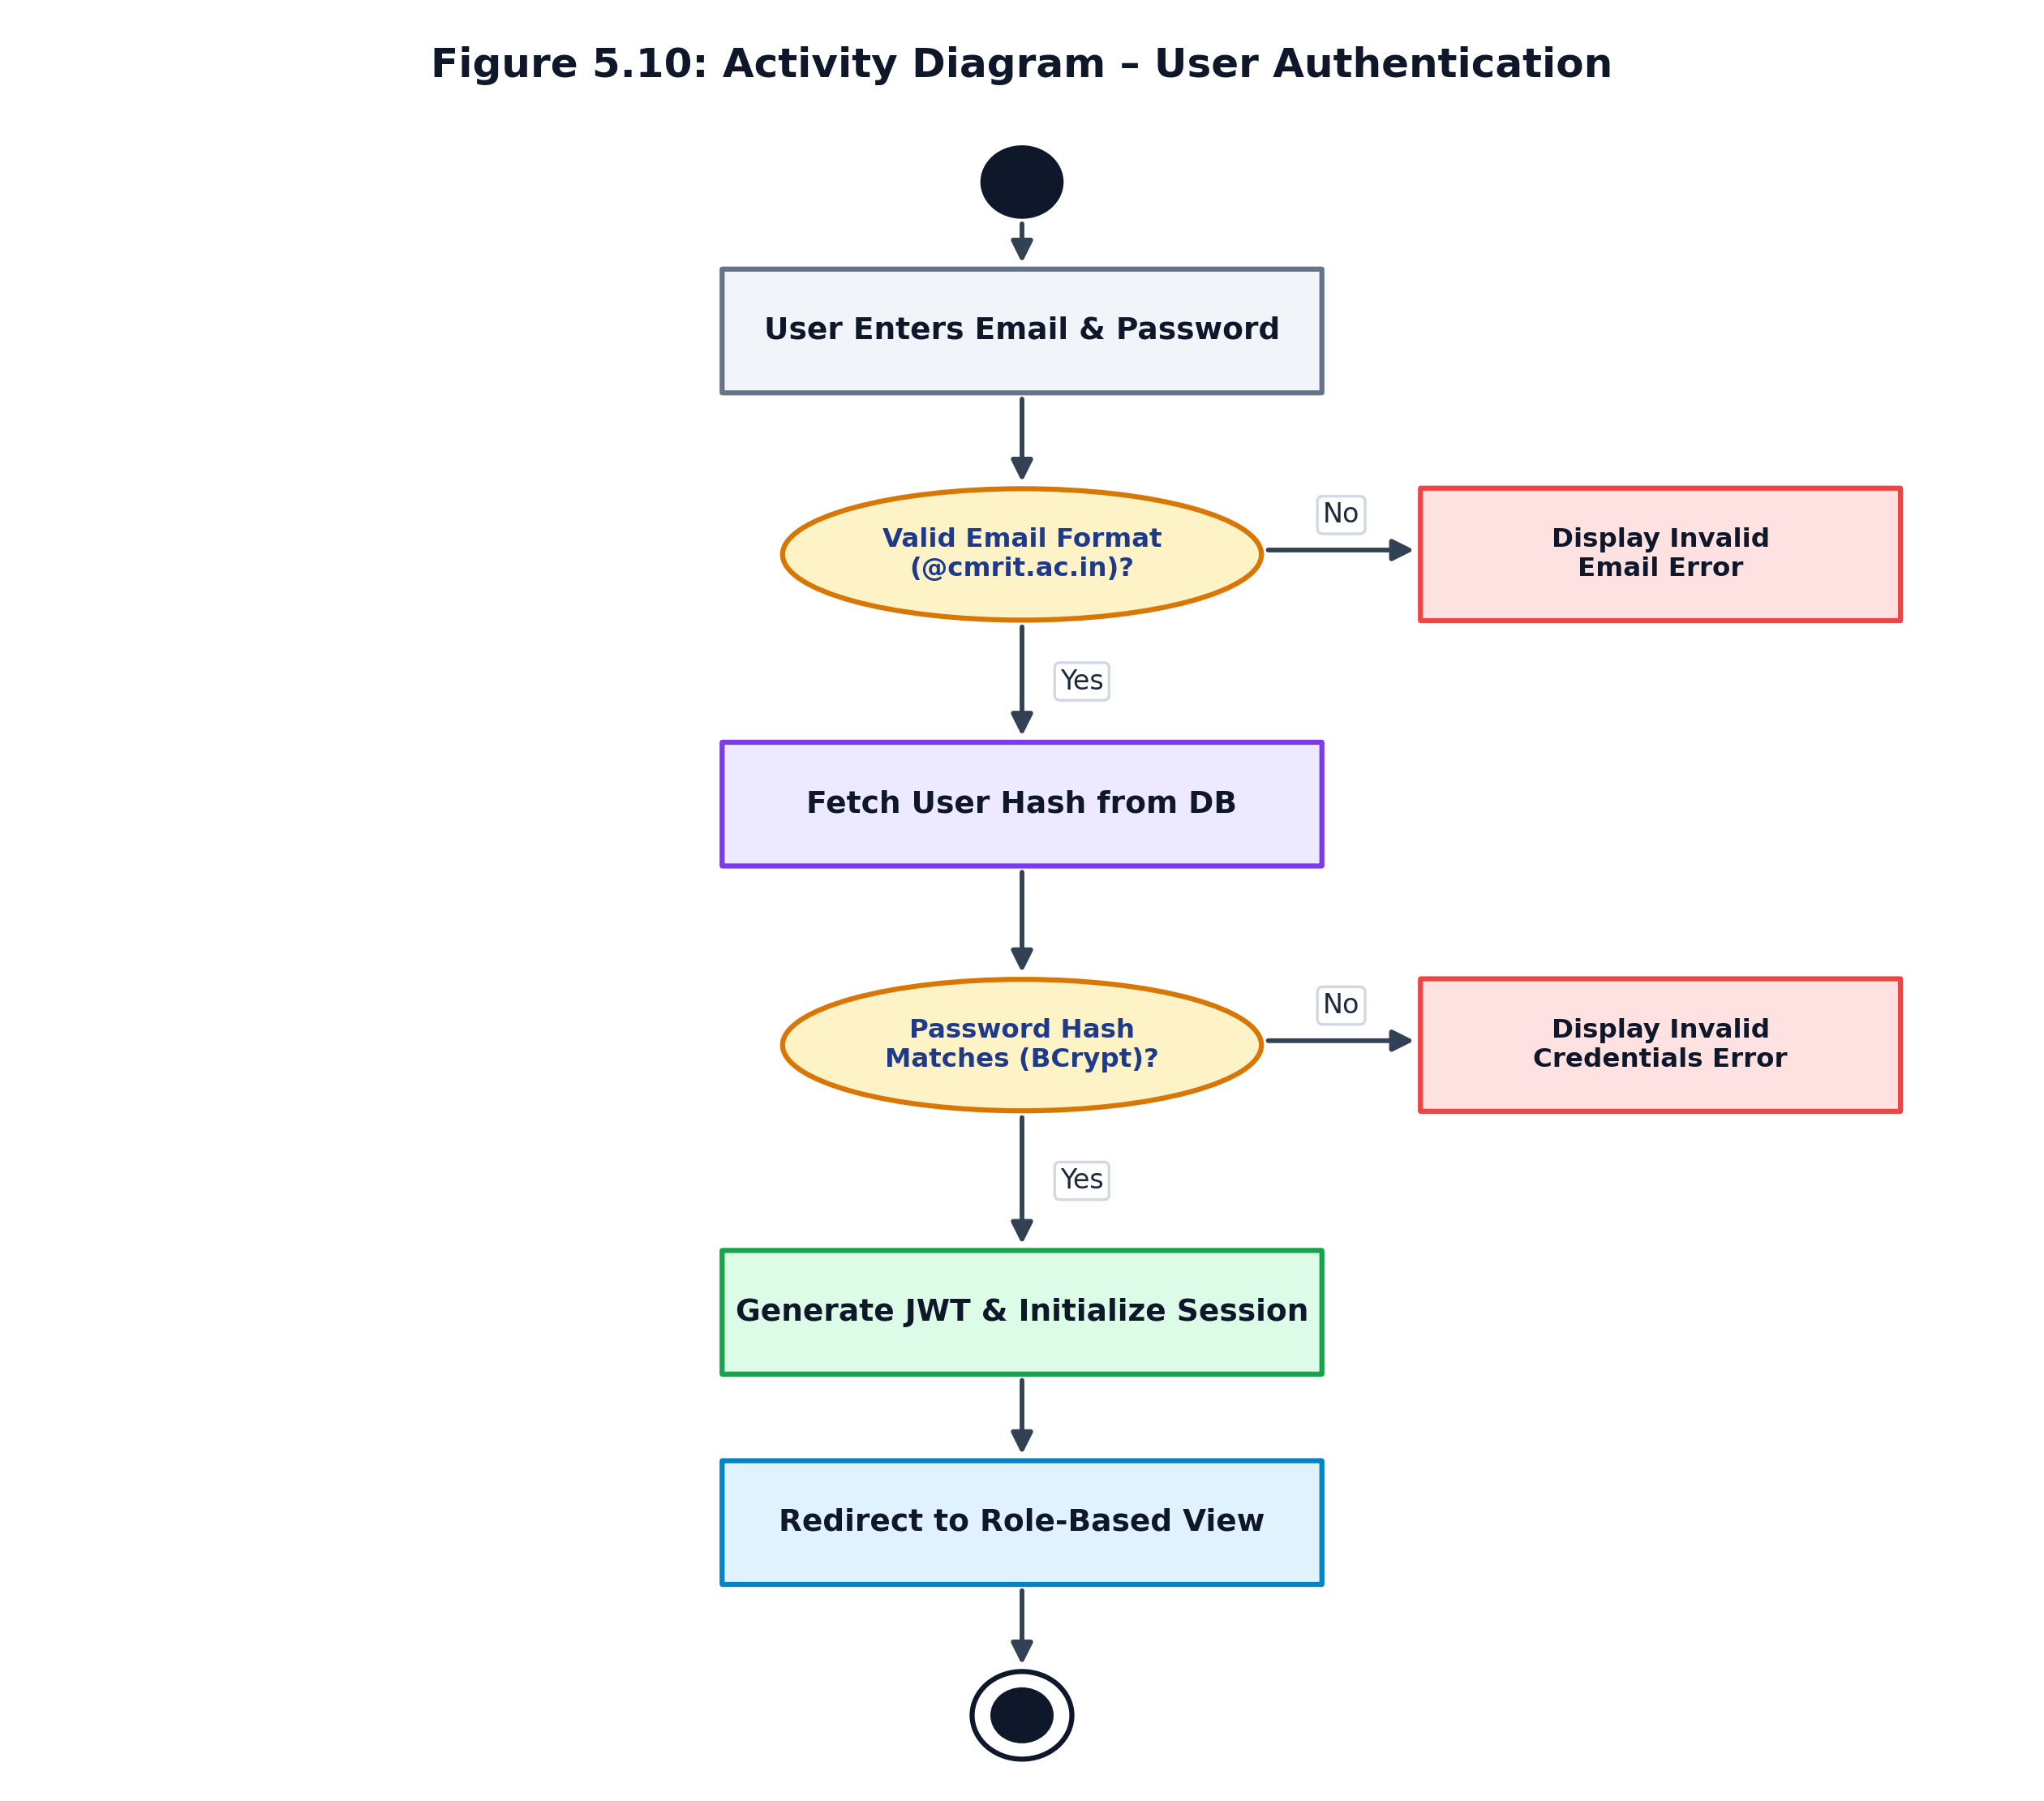 Figure 5.10: Activity Diagram – User Authentication
User Enters Email & Password
Valid Email Format
(@cmrit.ac.in)?
No
Display Invalid
Email Error
Yes
Fetch User Hash from DB
Password Hash
Matches (BCrypt)?
No
Display Invalid
Credentials Error
Yes
Generate JWT & Initialize Session
Redirect to Role-Based View